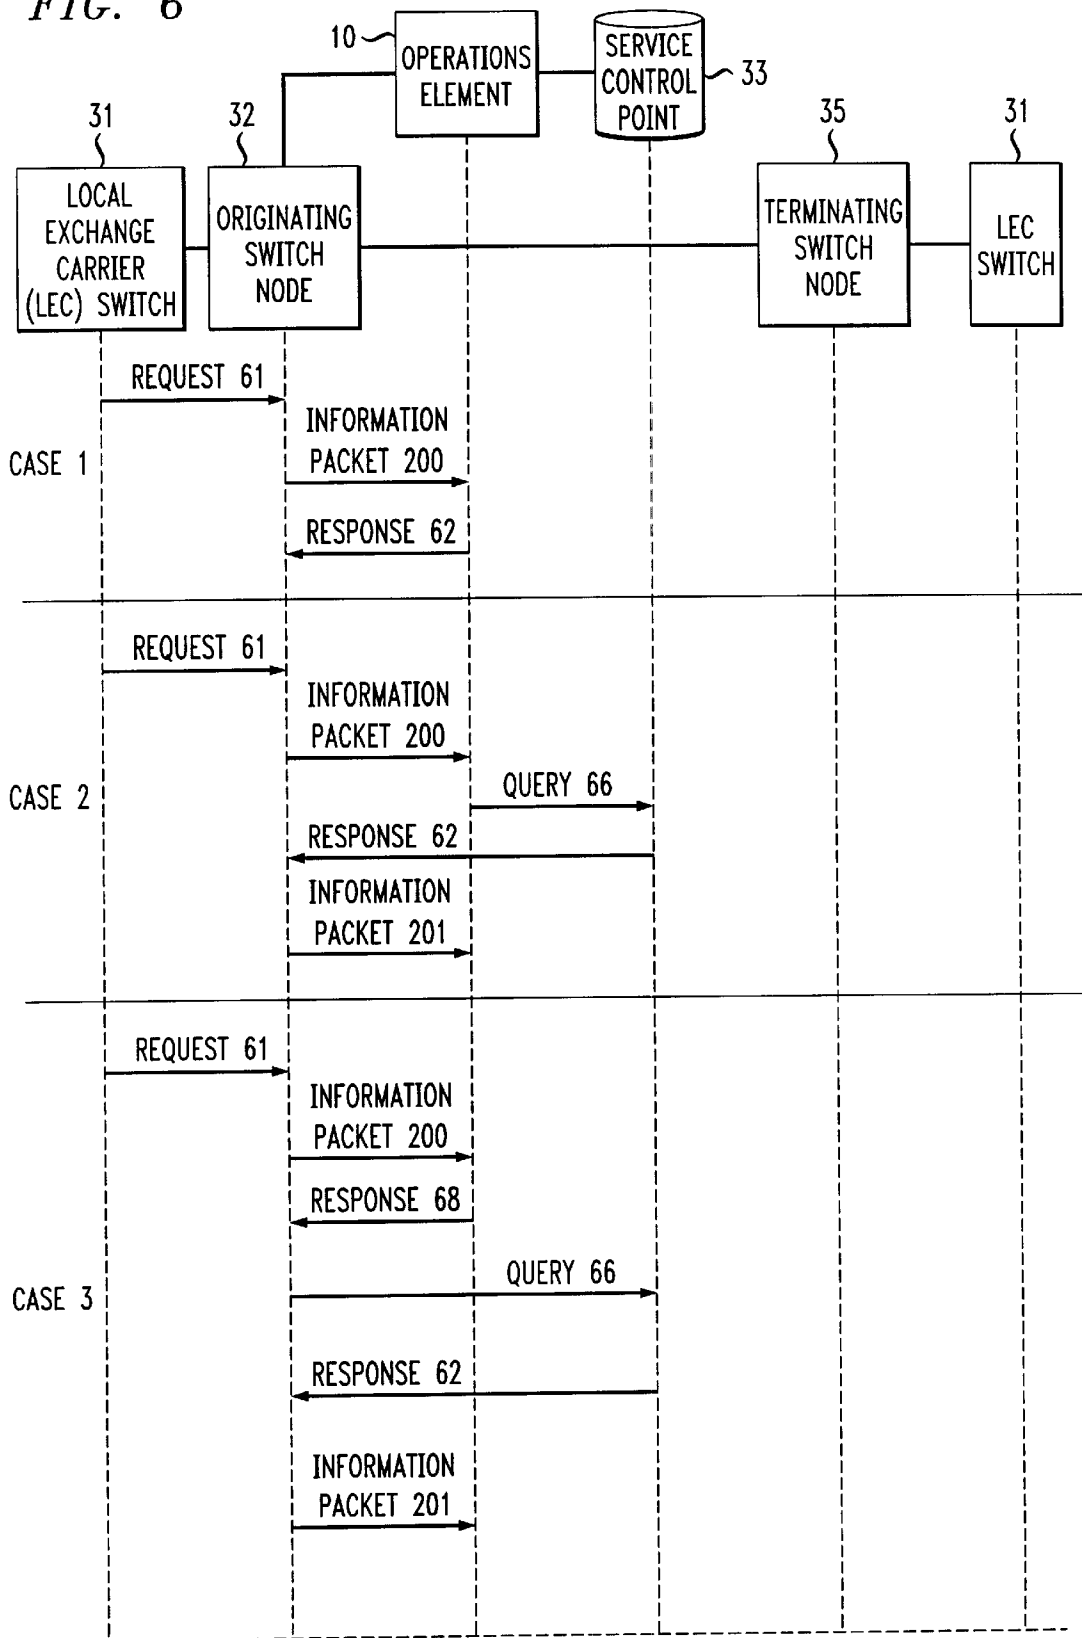 FIG. 6
10
OPERATIONS
ELEMENT
SERVICE
CONTROL
POINT
33
31
32
35
31
LOCAL
EXCHANGE
CARRIER
(LEC) SWITCH
ORIGINATING
SWITCH
NODE
TERMINATING
SWITCH
NODE
LEC
SWITCH
REQUEST 61
INFORMATION
PACKET 200
CASE 1
RESPONSE 62
REQUEST 61
INFORMATION
PACKET 200
CASE 2
QUERY 66
RESPONSE 62
INFORMATION
PACKET 201
REQUEST 61
INFORMATION
PACKET 200
RESPONSE 68
QUERY 66
CASE 3
RESPONSE 62
INFORMATION
PACKET 201